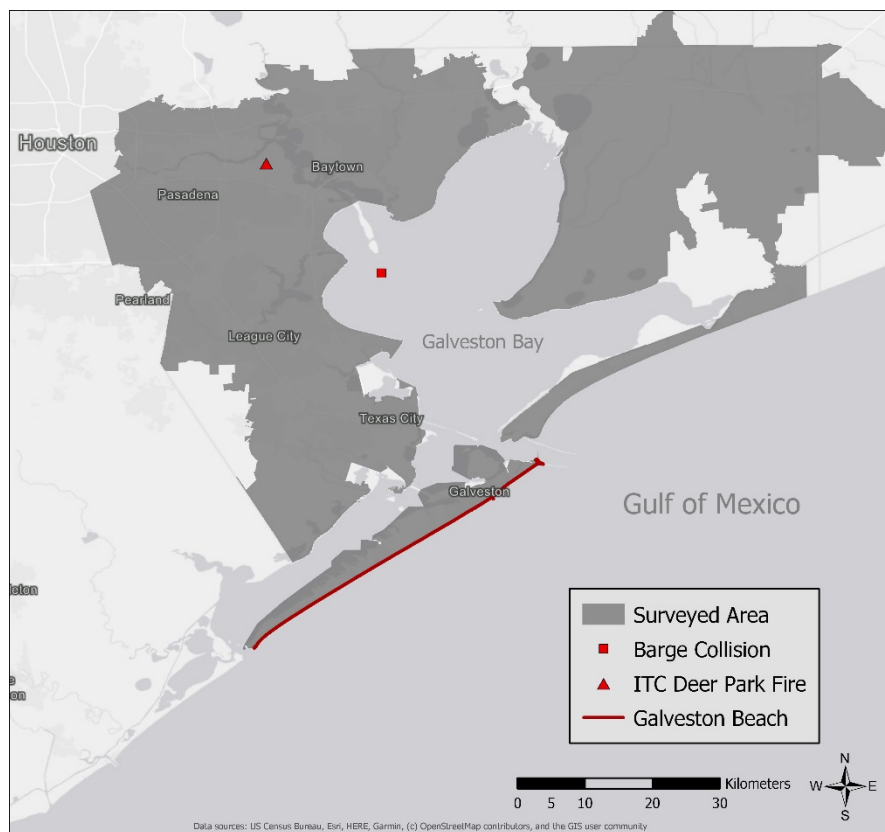 Houston
Baytown
Pasadena
Pearland
League City
Galveston Bay
Texas City
Galveston
Gulf of Mexico
Surveyed Area
Barge Collision
ITC Deer Park Fire
Galveston Beach
Kilometers
0 5 10 20 30
N
W E
S
Data sources: US Census Bureau, Esri, HERE, Garmin, (c) OpenStreetMap contributors, and the GIS user community